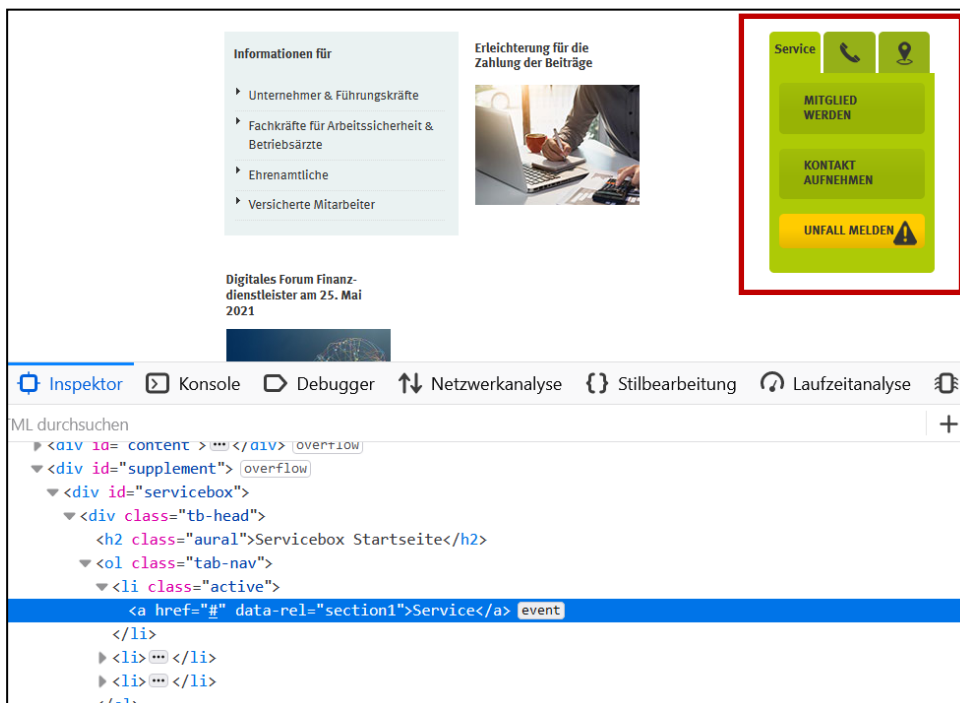 Informationen für
Unternehmer & Führungskräfte
Fachkräfte für Arbeitssicherheit &
Betriebsärzte
Ehrenamtliche
Versicherte Mitarbeiter
Erleichterung für die
Zahlung der Beiträge
Service
MITGLIED
WERDEN
KONTAKT
AUFNEHMEN
UNFALL MELDEN
Digitales Forum Finanz-
dienstleister am 25. Mai
2021
Inspektor Konsole Debugger Netzwerkanalyse {} Stilbearbeitung Laufzeitanalyse
ML durchsuchen +
<div id="content"> ••• </div> overflow
<div id="supplement"> overflow
<div id="servicebox">
<div class="tb-head">
<h2 class="aural">Servicebox Startseite</h2>
<ol class="tab-nav">
<li class="active">
<a href="#" data-rel="section1">Service</a> event
</li>
<li> ••• </li>
<li> ••• </li>
</ol>